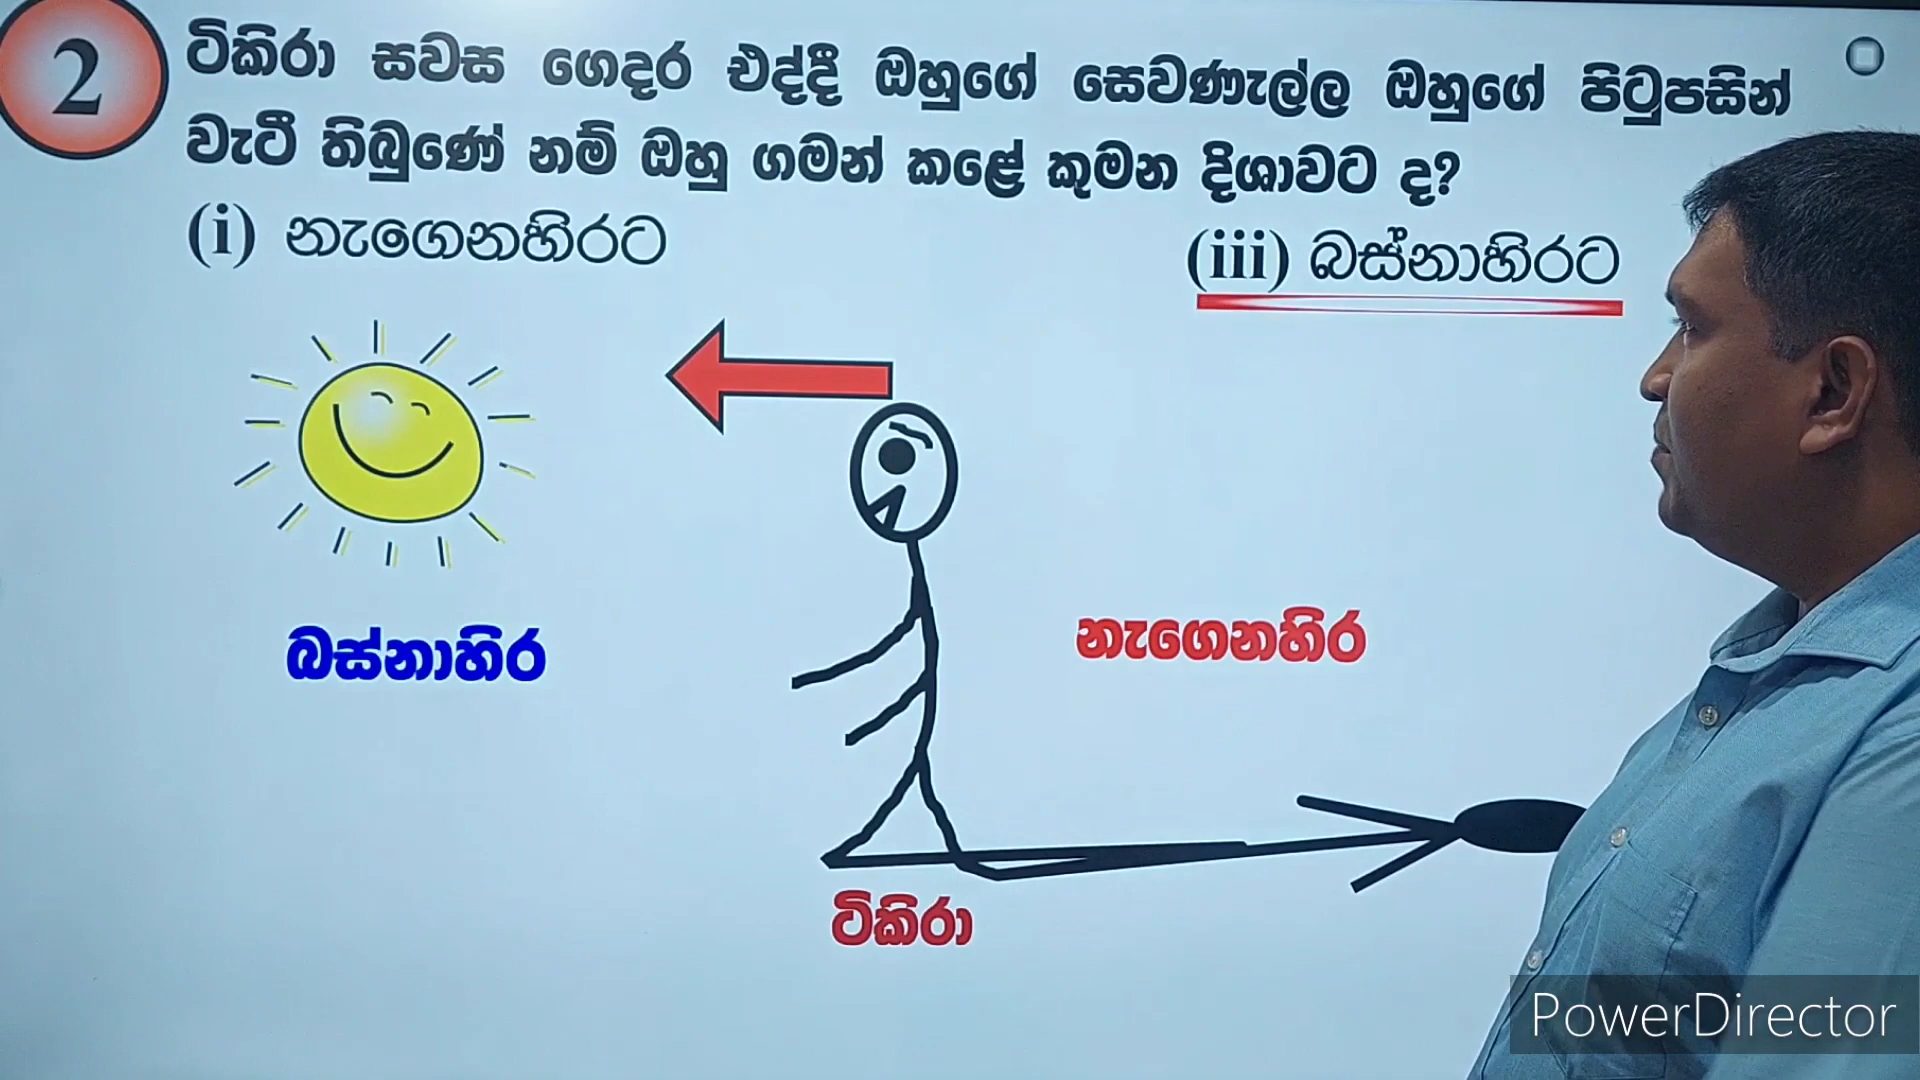 2
ටිකිරා සවස ගෙදර එද්දී ඔහුගේ සෙවණැල්ල ඔහුගේ පිටුපසින්
වැටී තිබුණේ නම් ඔහු ගමන් කළේ කුමන දිශාවට ද?
(i) නැගෙනහිරට
(iii) බස්නාහිරට
බස්නාහිර
නැගෙනහිර
ටිකිරා
PowerDirector